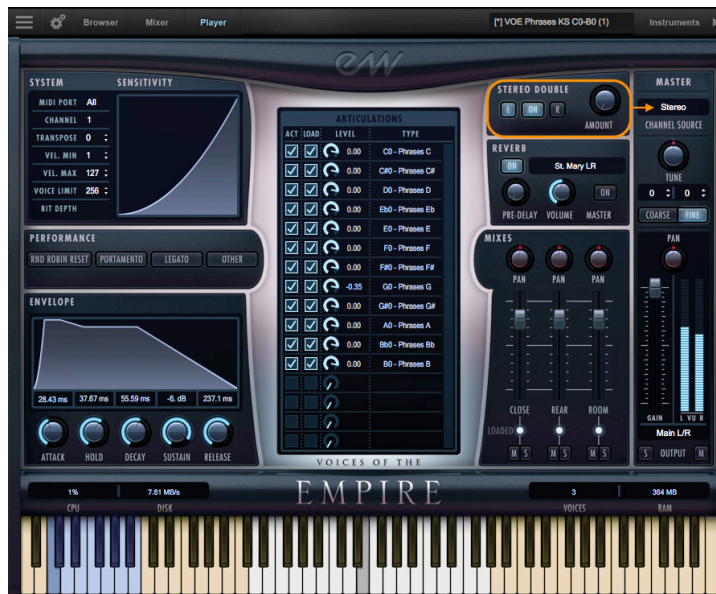 Browser Mixer Player [*] VOE Phrases KS C0-B0 (1) Instruments
EW
SYSTEM SENSITIVITY
MIDI PORT All
CHANNEL 1
TRANSPOSE 0
VEL. MIN 1
VEL. MAX 127
VOICE LIMIT 256
BIT DEPTH
PERFORMANCE
RND ROBIN RESET PORTAMENTO LEGATO OTHER
ENVELOPE
28.43 ms 37.67 ms 55.59 ms -6. dB 237.1 ms
ATTACK HOLD DECAY SUSTAIN RELEASE
ARTICULATIONS
ACT LOAD LEVEL TYPE
0.00 C0 - Phrases C
0.00 C#0 - Phrases C#
0.00 D0 - Phrases D
0.00 Eb0 - Phrases Eb
0.00 E0 - Phrases E
0.00 F0 - Phrases F
0.00 F#0 - Phrases F#
-0.35 G0 - Phrases G
0.00 G#0 - Phrases G#
0.00 A0 - Phrases A
0.00 Bb0 - Phrases Bb
0.00 B0 - Phrases B
STEREO DOUBLE
L ON R
AMOUNT
REVERB
ON St. Mary LR
ON
PRE-DELAY VOLUME MASTER
MIXES
PAN PAN PAN
CLOSE REAR ROOM
LOADED
M S M S M S
MASTER
Stereo
CHANNEL SOURCE
TUNE
0 0
COARSE FINE
PAN
GAIN L VU R
Main L/R
S OUTPUT M
VOICES OF THE
EMPIRE
1% 7.61 MB/s
CPU DISK
3 364 MB
VOICES RAM